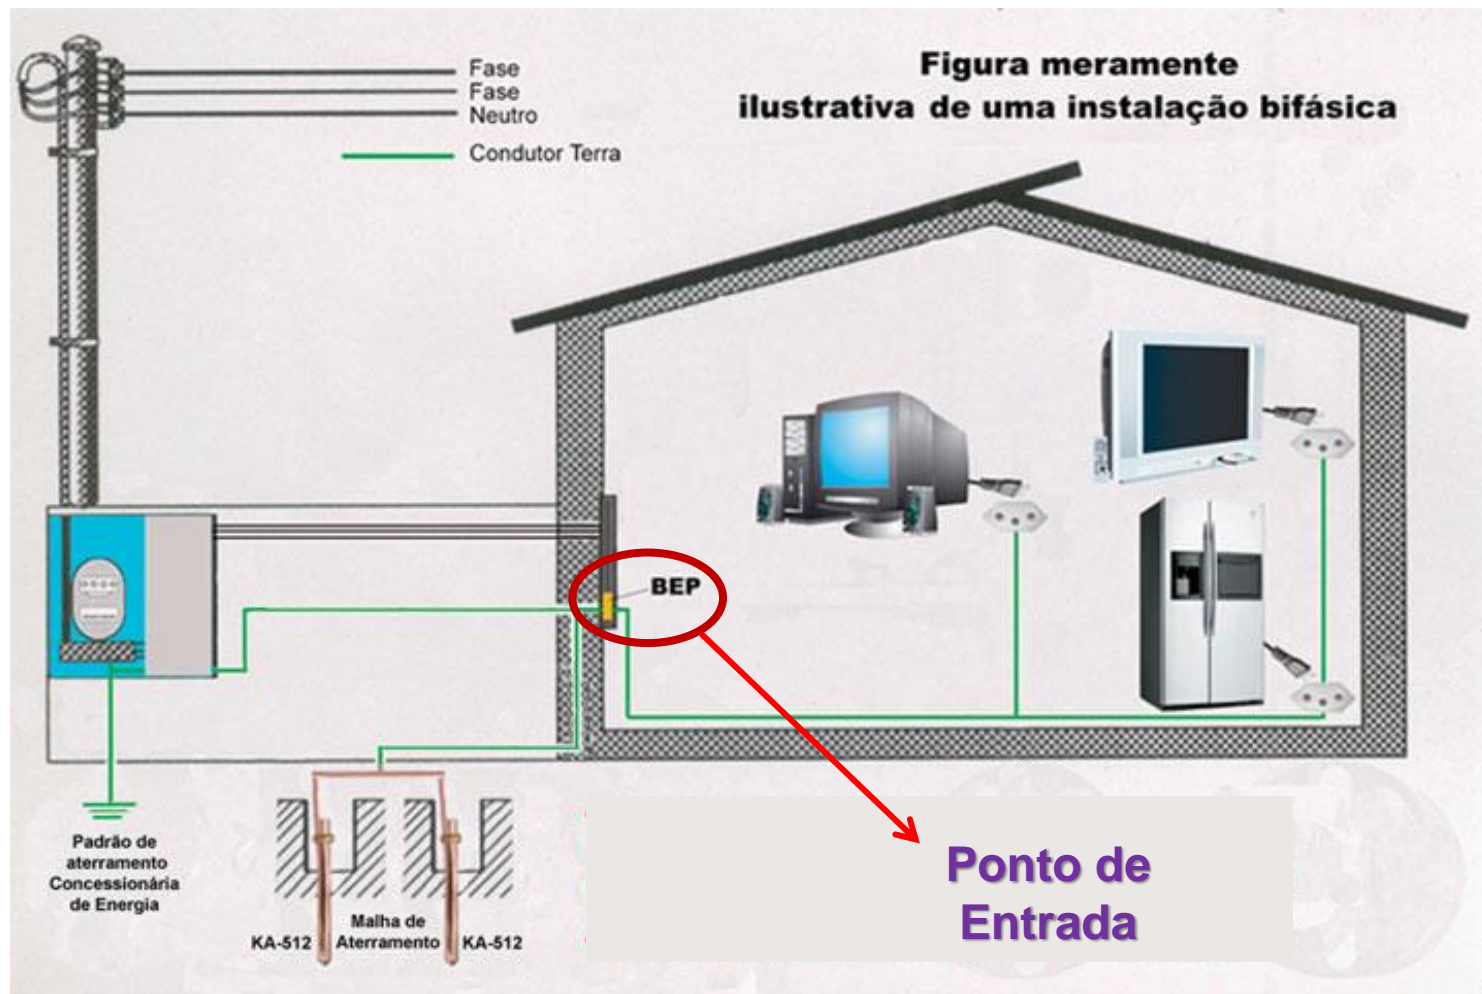 Fase
Fase
Neutro
Condutor Terra
Figura meramente
ilustrativa de uma instalação bifásica
BEP
Padrão de
aterramento
Concessionária
de Energia
KA-512
Malha de
Aterramento
KA-512
Ponto de
Entrada